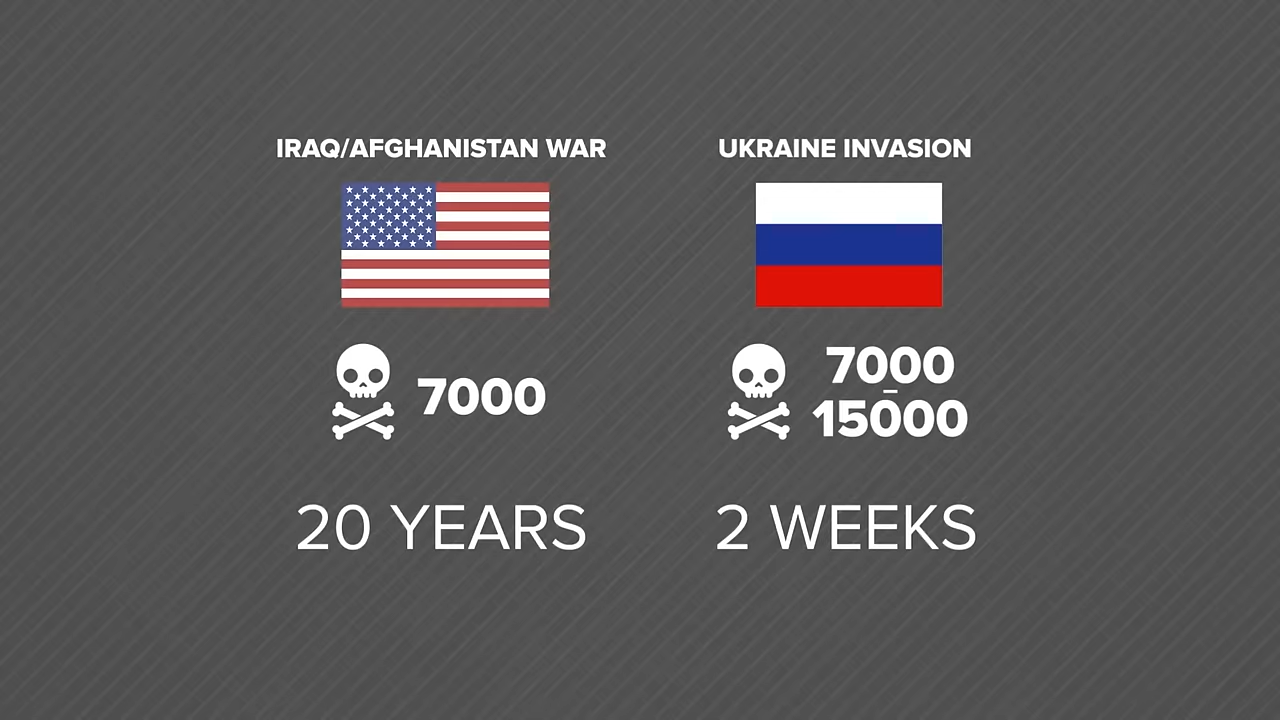 IRAQ/AFGHANISTAN WAR
7000
20 YEARS
UKRAINE INVASION
7000
–
15000
2 WEEKS